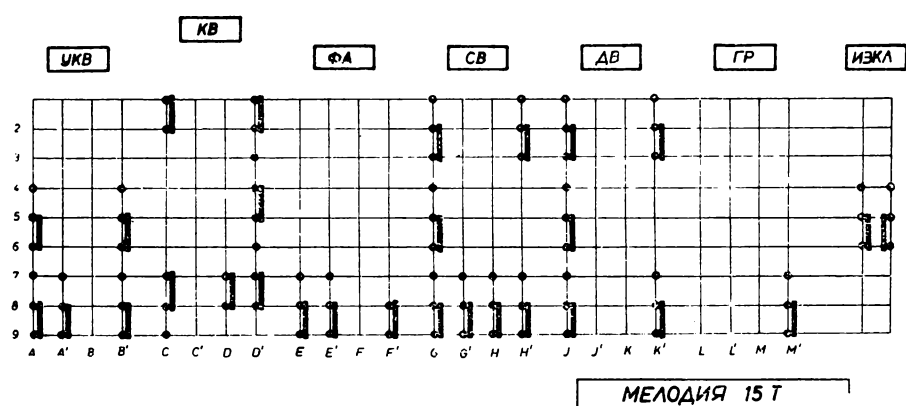 КВ
УКВ ФА СВ ДВ ГР ИЗКЛ
2
3
4
5
6
7
8
9
A A' B B' C C' D D' E E' F F' G G' H H' J J' K K' L L' M M'
МЕЛОДИЯ 15 Т